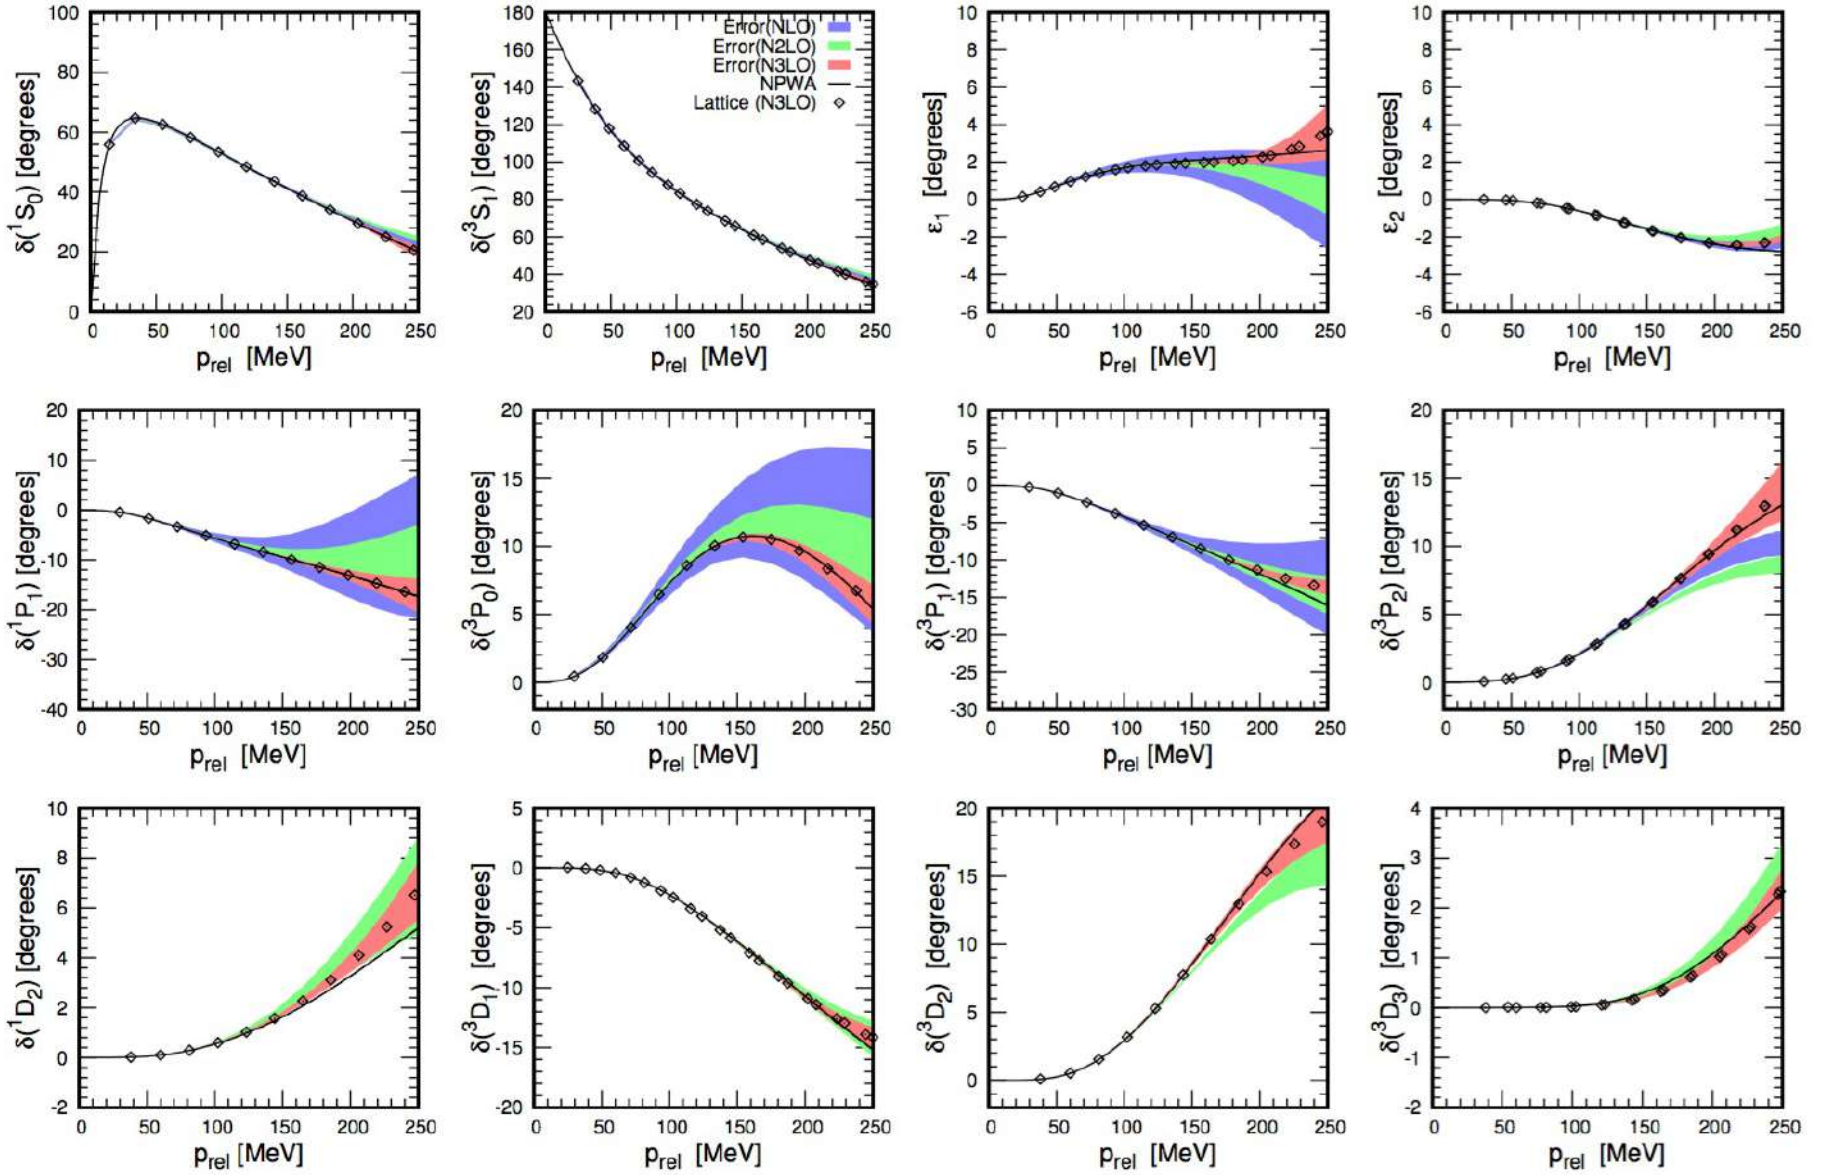 δ(¹S₀) [degrees]
100
80
60
40
20
0
0 50 100 150 200 250
p_rel [MeV]
δ(³S₁) [degrees]
180
160
140
120
100
80
60
40
20
0 50 100 150 200 250
p_rel [MeV]
Error(NLO)
Error(N2LO)
Error(N3LO)
NPWA
Lattice (N3LO)
ε₁ [degrees]
10
8
6
4
2
0
-2
-4
-6
0 50 100 150 200 250
p_rel [MeV]
ε₂ [degrees]
10
8
6
4
2
0
-2
-4
-6
0 50 100 150 200 250
p_rel [MeV]
δ(¹P₁) [degrees]
20
10
0
-10
-20
-30
-40
0 50 100 150 200 250
p_rel [MeV]
δ(³P₀) [degrees]
20
15
10
5
0
0 50 100 150 200 250
p_rel [MeV]
δ(³P₁) [degrees]
10
5
0
-5
-10
-15
-20
-25
-30
0 50 100 150 200 250
p_rel [MeV]
δ(³P₂) [degrees]
20
15
10
5
0
0 50 100 150 200 250
p_rel [MeV]
δ(¹D₂) [degrees]
10
8
6
4
2
0
-2
0 50 100 150 200 250
p_rel [MeV]
δ(³D₁) [degrees]
5
0
-5
-10
-15
-20
0 50 100 150 200 250
p_rel [MeV]
δ(³D₂) [degrees]
20
15
10
5
0
0 50 100 150 200 250
p_rel [MeV]
δ(³D₃) [degrees]
4
3
2
1
0
-1
-2
0 50 100 150 200 250
p_rel [MeV]